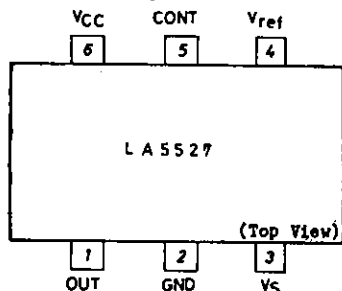 VCC CONT Vref
6 5 4
LA5527
(Top View)
1 2 3
OUT GND VS